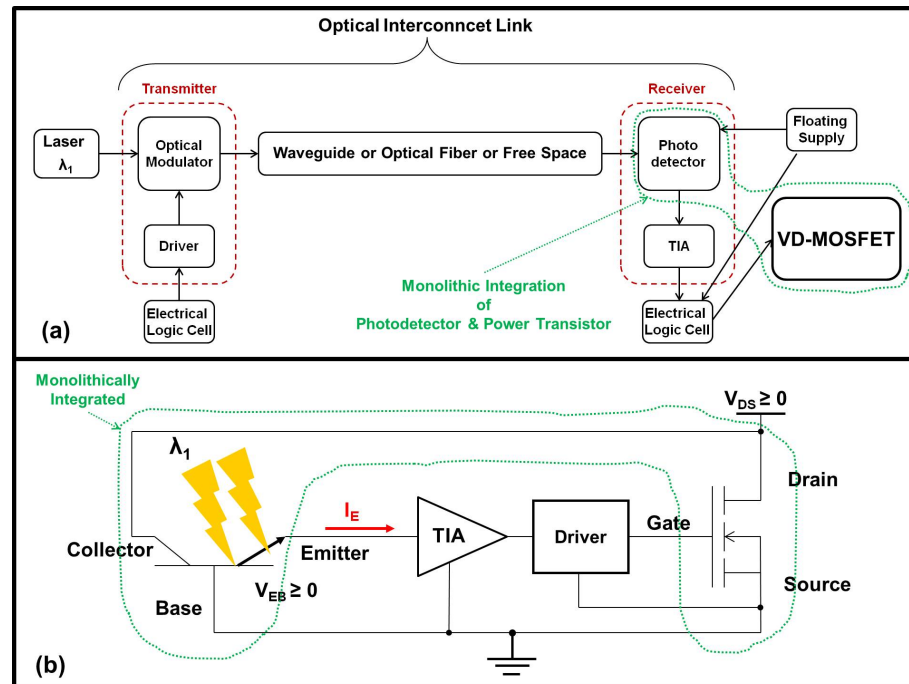 Optical Interconncet Link
Transmitter
Receiver
Laser
λ1
Optical
Modulator
Waveguide or Optical Fiber or Free Space
Photo
detector
Floating
Supply
Driver
TIA
VD-MOSFET
Electrical
Logic Cell
Monolithic Integration
of
Photodetector & Power Transistor
Electrical
Logic Cell
(a)
Monolithically
Integrated
VDS ≥ 0
λ1
Drain
IE
TIA
Driver
Gate
Collector
Emitter
VEB ≥ 0
Source
Base
(b)